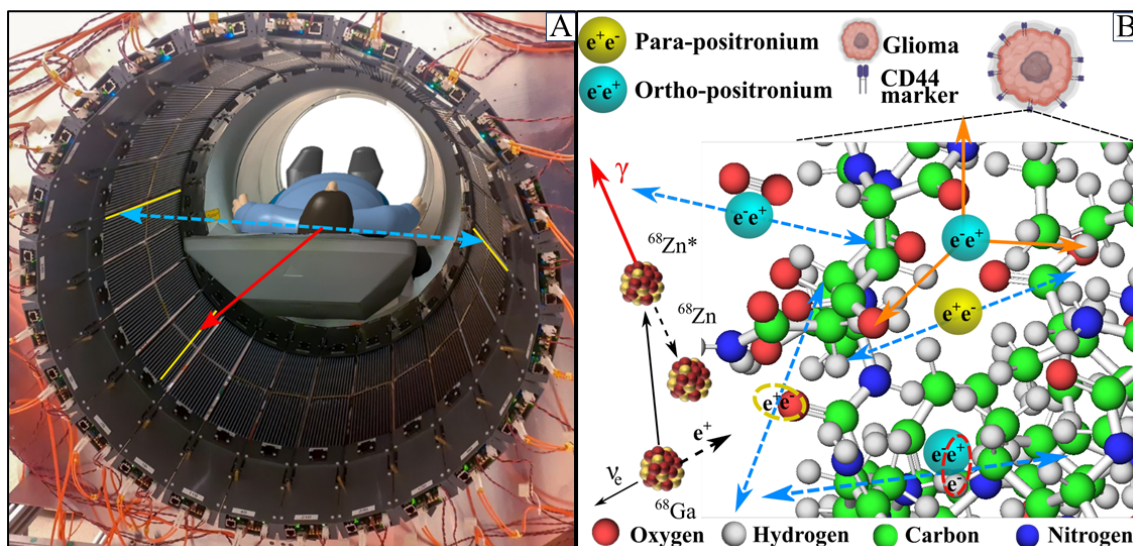 A
B
e⁺e⁻ Para-positronium
e⁻e⁺ Ortho-positronium
Glioma
CD44
marker
γ
e⁻e⁺
⁶⁸Zn*
e⁻e⁺
⁶⁸Zn
e⁺e⁻
e⁺e⁻
e⁺
νₑ
e⁻e⁺
e⁻
⁶⁸Ga
Oxygen Hydrogen Carbon Nitrogen